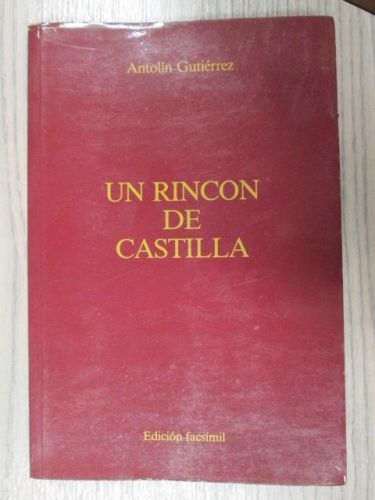 Antolín Gutiérrez
UN RINCON
DE
CASTILLA
Edición facsímil